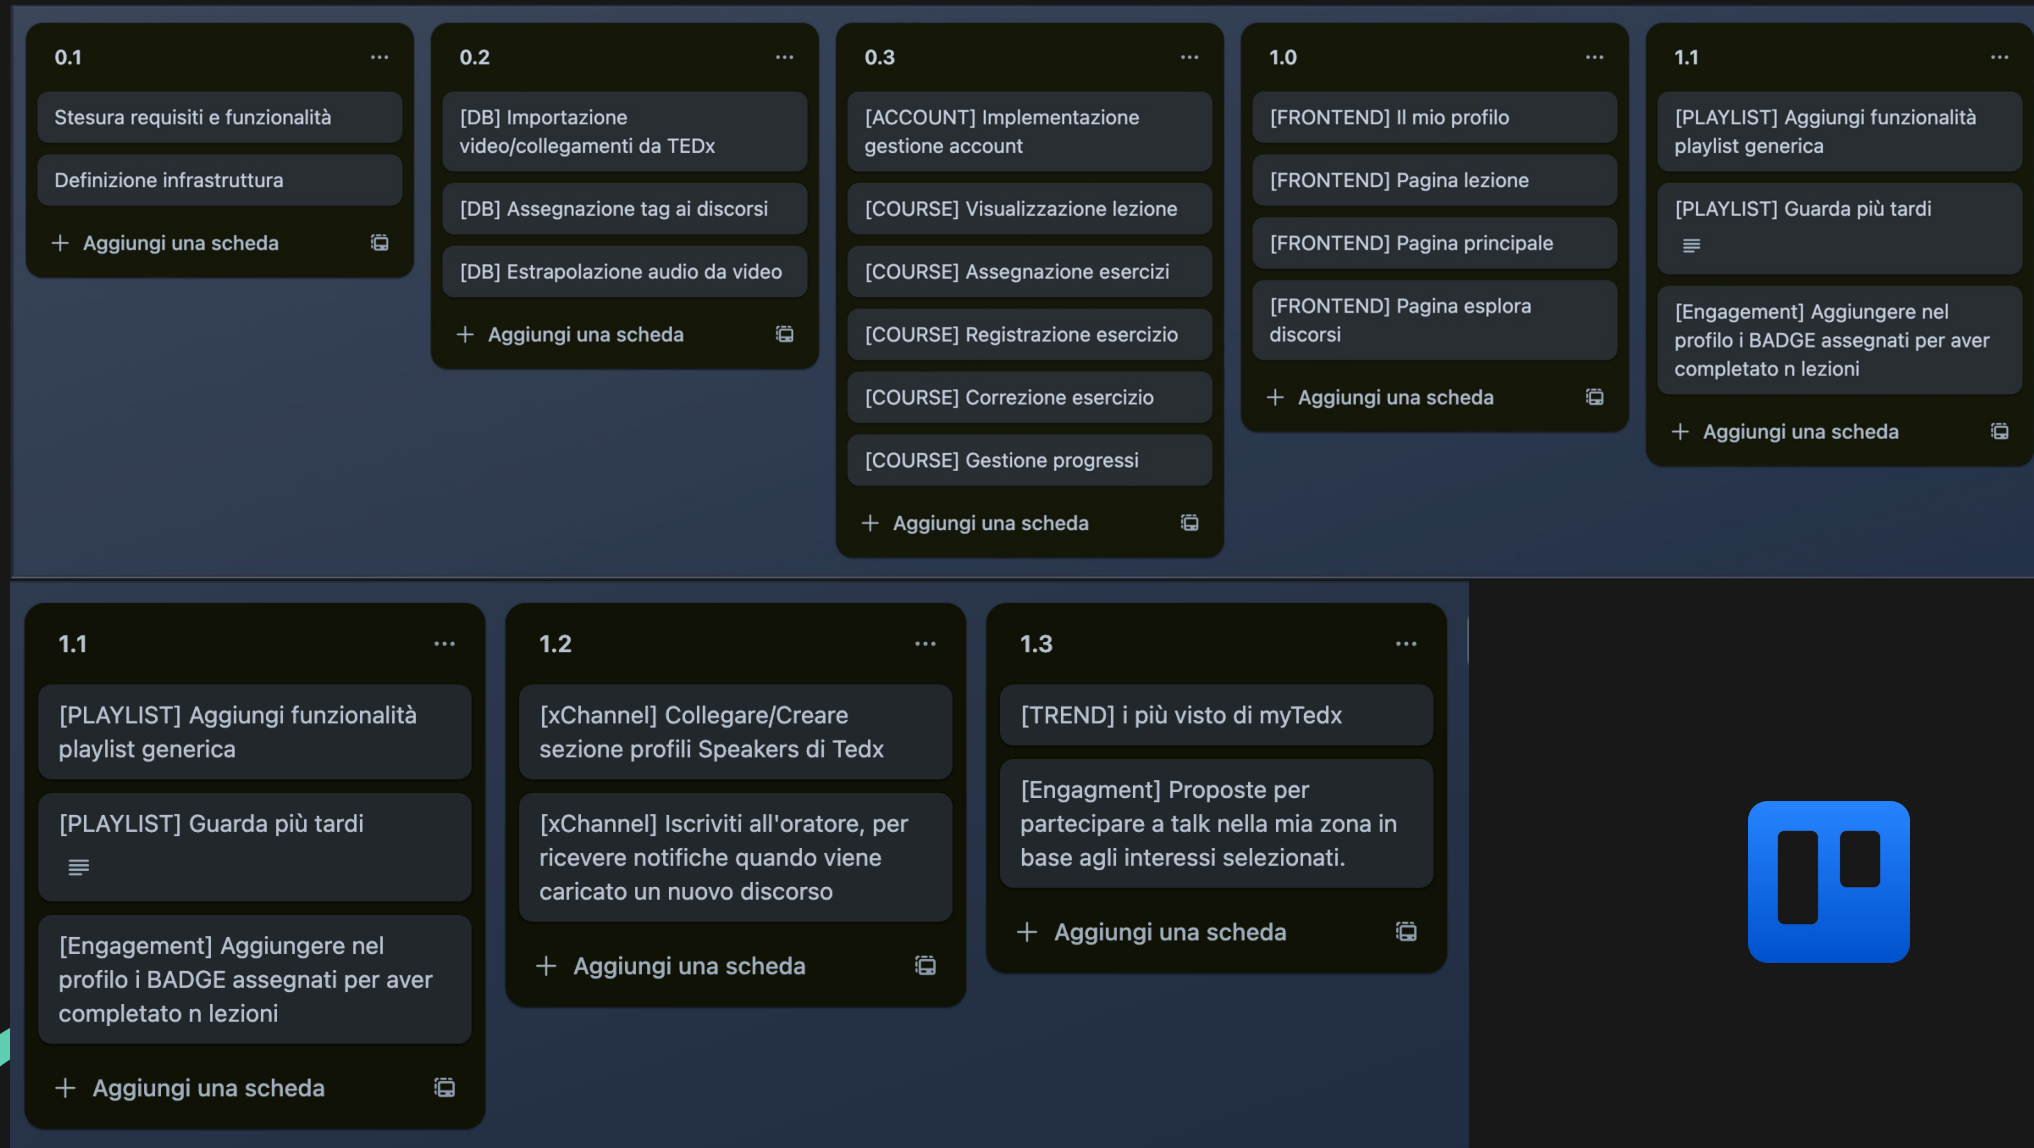 0.1
Stesura requisiti e funzionalità
Definizione infrastruttura
Aggiungi una scheda
0.2
[DB] Importazione
video/collegamenti da TEDx
[DB] Assegnazione tag ai discorsi
[DB] Estrapolazione audio da video
Aggiungi una scheda
0.3
[ACCOUNT] Implementazione
gestione account
[COURSE] Visualizzazione lezione
[COURSE] Assegnazione esercizi
[COURSE] Registrazione esercizio
[COURSE] Correzione esercizio
[COURSE] Gestione progressi
Aggiungi una scheda
1.0
[FRONTEND] Il mio profilo
[FRONTEND] Pagina lezione
[FRONTEND] Pagina principale
[FRONTEND] Pagina esplora
discorsi
Aggiungi una scheda
1.1
[PLAYLIST] Aggiungi funzionalità
playlist generica
[PLAYLIST] Guarda più tardi
[Engagement] Aggiungere nel
profilo i BADGE assegnati per aver
completato n lezioni
Aggiungi una scheda
1.1
[PLAYLIST] Aggiungi funzionalità
playlist generica
[PLAYLIST] Guarda più tardi
[Engagement] Aggiungere nel
profilo i BADGE assegnati per aver
completato n lezioni
Aggiungi una scheda
1.2
[xChannel] Collegare/Creare
sezione profili Speakers di Tedx
[xChannel] Iscriviti all'oratore, per
ricevere notifiche quando viene
caricato un nuovo discorso
Aggiungi una scheda
1.3
[TREND] i più visto di myTedx
[Engagment] Proposte per
partecipare a talk nella mia zona in
base agli interessi selezionati.
Aggiungi una scheda